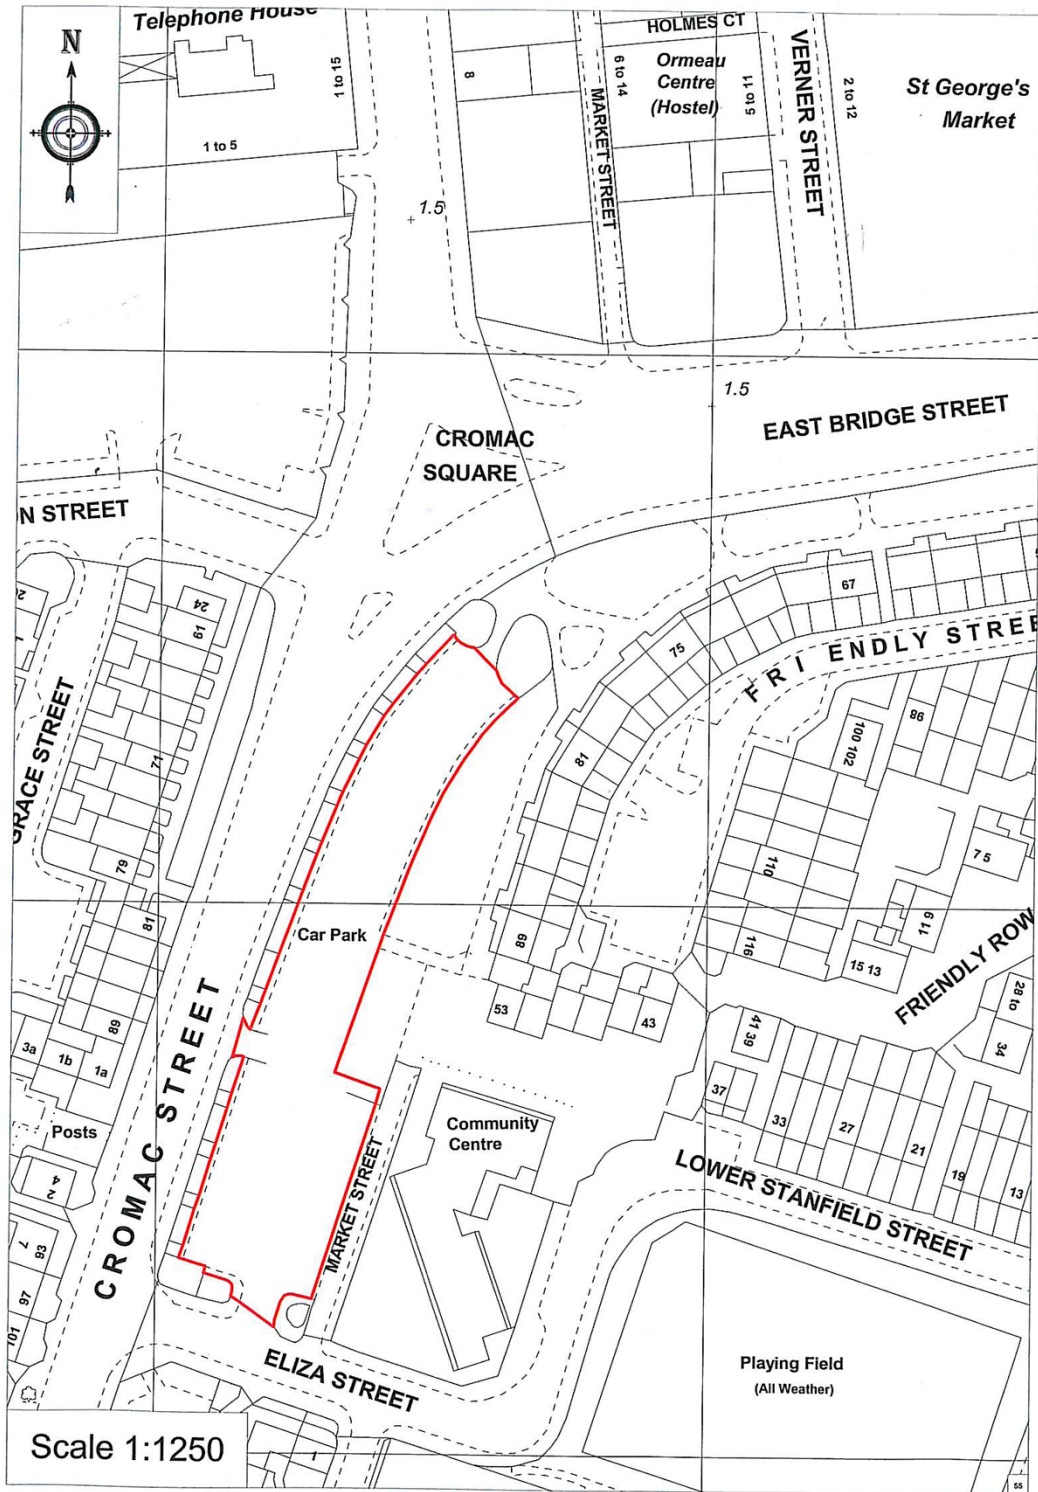 Telephone House
N
1 to 15
1 to 5
8
HOLMES CT
6 to 14
Ormeau
Centre
(Hostel)
5 to 11
MARKET STREET
VERNER STREET
2 to 12
St George's
Market
1.5
1.5
CROMAC
SQUARE
EAST BRIDGE STREET
N STREET
24
61
67
75
FRIENDLY STREE
81
GRACE STREET
71
79
81
98
100 102
110
116
7 5
11 9
15 13
FRIENDLY ROW
Car Park
89
53
43
28 to
34
41 39
37
33
27
21
19
13
89
3a
1b
1a
Posts
CROMAC STREET
2
4
7
93
97
101
Community
Centre
MARKET STREET
LOWER STANFIELD STREET
ELIZA STREET
Playing Field
(All Weather)
1
55
Scale 1:1250